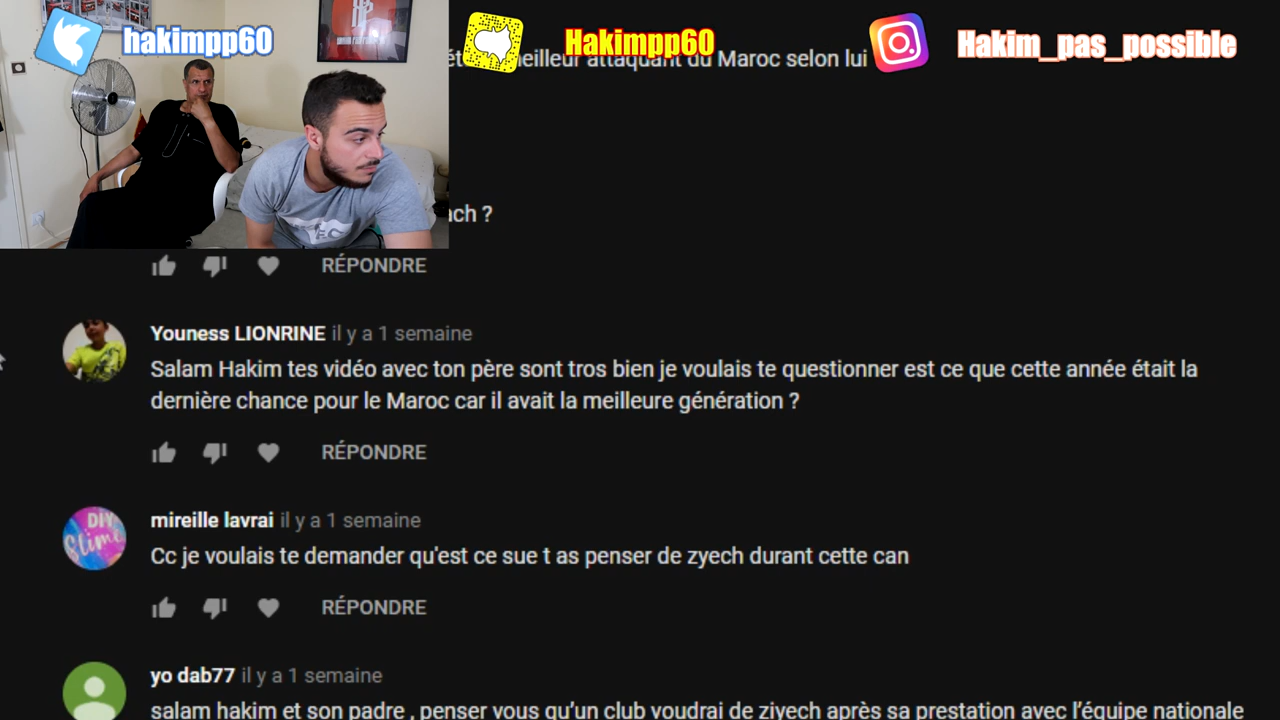 hakimpp60
Hakimpp60
Hakim_pas_possible
meilleur attaquant du Maroc selon lui
?
RÉPONDRE
Youness LIONRINE il y a 1 semaine
Salam Hakim tes vidéo avec ton père sont tros bien je voulais te questionner est ce que cette année était la
dernière chance pour le Maroc car il avait la meilleure génération ?
RÉPONDRE
mireille lavrai il y a 1 semaine
DIY
Slime
Cc je voulais te demander qu'est ce sue t as penser de zyech durant cette can
RÉPONDRE
yo dab77 il y a 1 semaine
salam hakim et son padre , penser vous qu'un club voudrai de ziyech après sa prestation avec l'équipe nationale